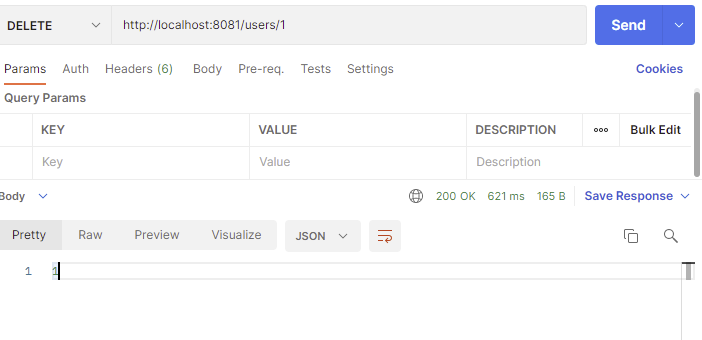 DELETE http://localhost:8081/users/1 Send
Params Auth Headers (6) Body Pre-req. Tests Settings Cookies
Query Params
KEY VALUE DESCRIPTION ooo Bulk Edit
Key Value Description
Body 200 OK 621 ms 165 B Save Response
Pretty Raw Preview Visualize JSON
1 1